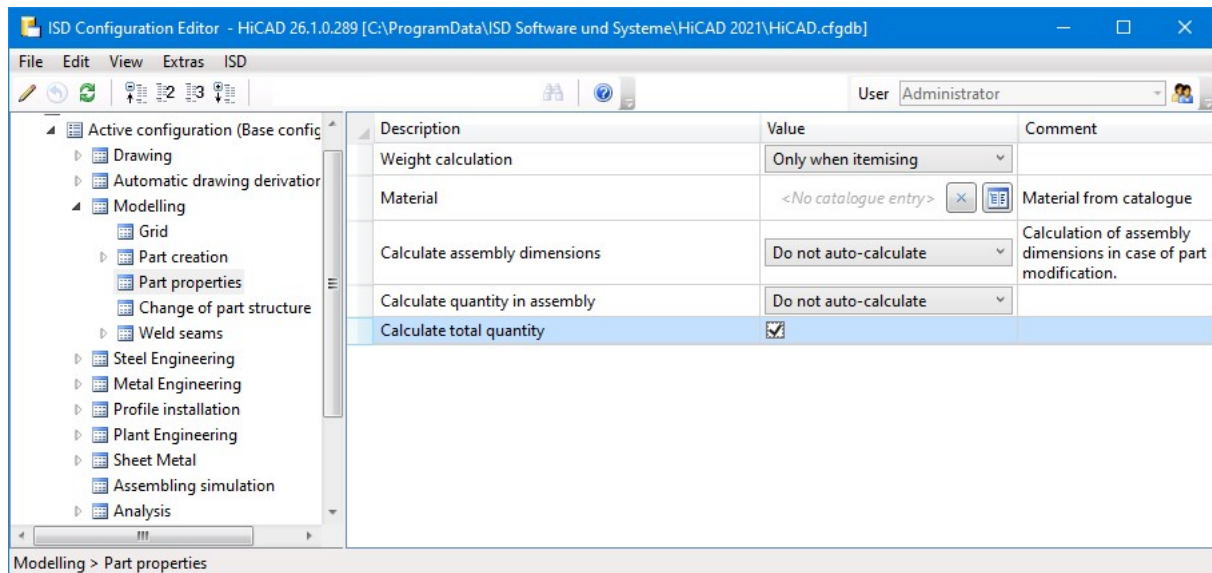 ISD Configuration Editor - HiCAD 26.1.0.289 [C:\ProgramData\ISD Software und Systeme\HiCAD 2021\HiCAD.cfgdb]
File Edit View Extras ISD
2 3 User Administrator
Active configuration (Base config
Drawing
Automatic drawing derivation
Modelling
Grid
Part creation
Part properties
Change of part structure
Weld seams
Steel Engineering
Metal Engineering
Profile installation
Plant Engineering
Sheet Metal
Assembling simulation
Analysis
Description Value Comment
Weight calculation Only when itemising
Material <No catalogue entry> Material from catalogue
Calculate assembly dimensions Do not auto-calculate Calculation of assembly
dimensions in case of part
modification.
Calculate quantity in assembly Do not auto-calculate
Calculate total quantity
Modelling > Part properties